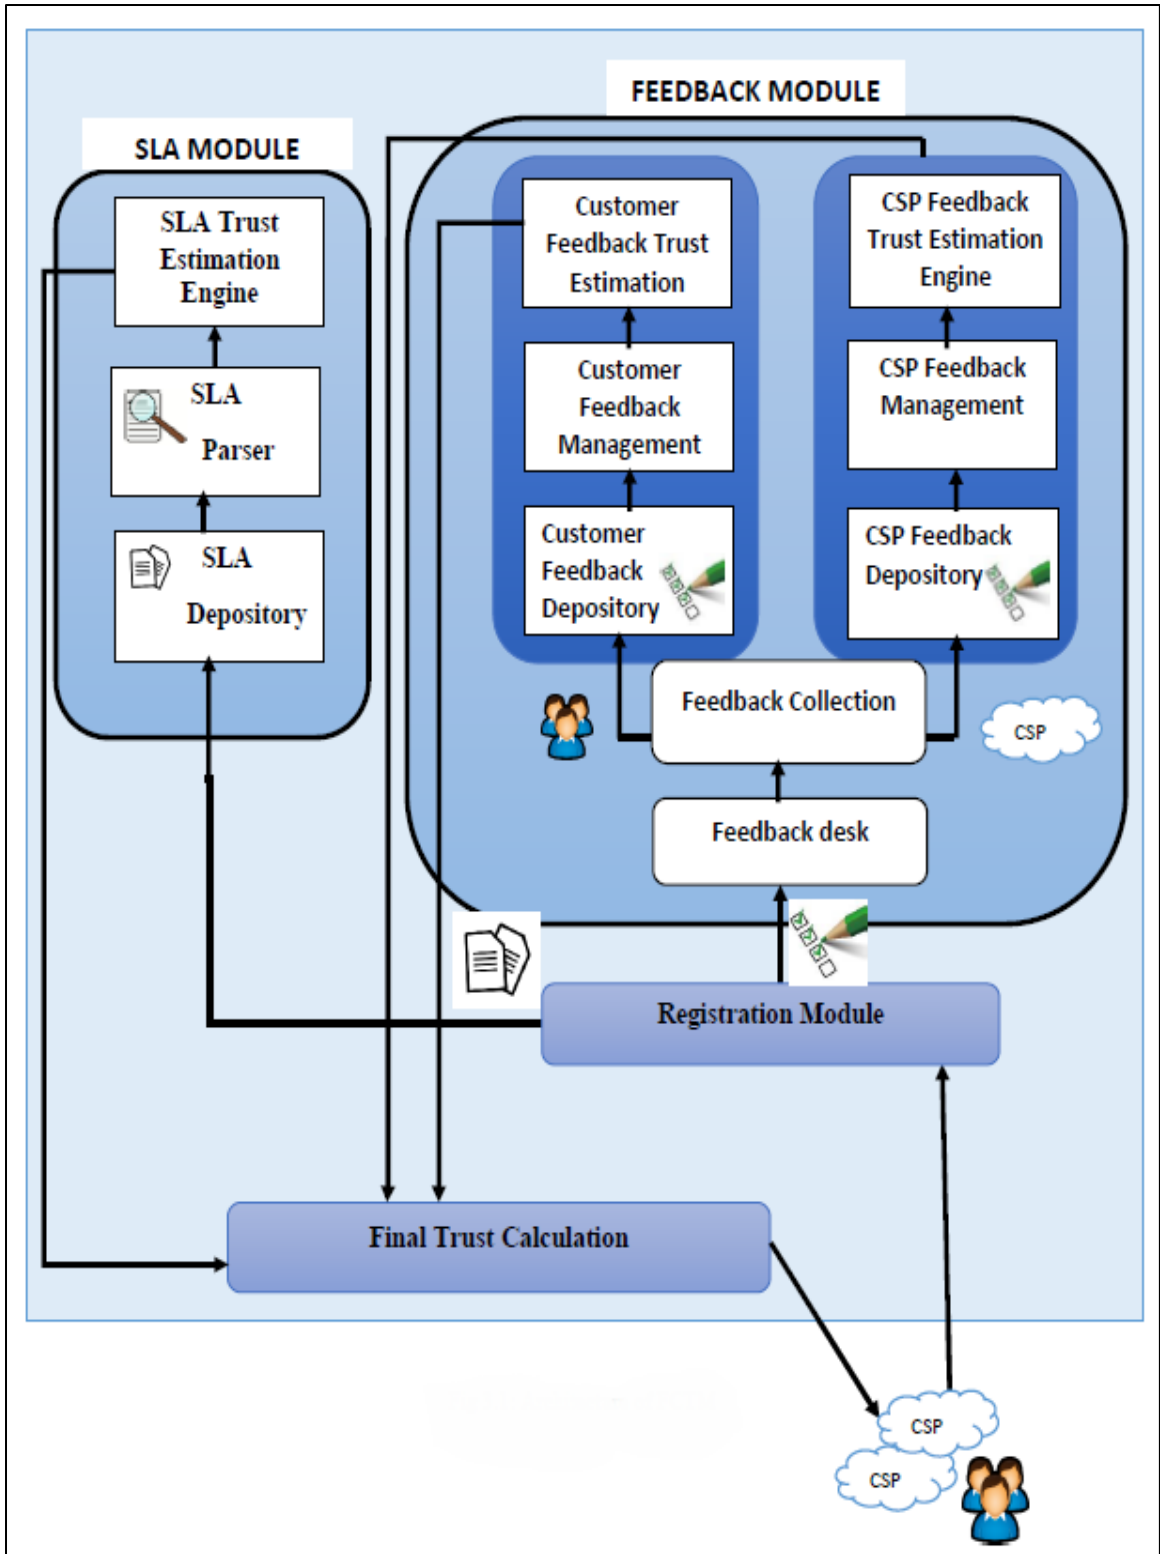 FEEDBACK MODULE
SLA MODULE
SLA Trust
Estimation
Engine
SLA
Parser
SLA
Depository
Customer
Feedback Trust
Estimation
Customer
Feedback
Management
Customer
Feedback
Depository
CSP Feedback
Trust Estimation
Engine
CSP Feedback
Management
CSP Feedback
Depository
Feedback Collection
CSP
Feedback desk
Registration Module
Final Trust Calculation
CSP
CSP